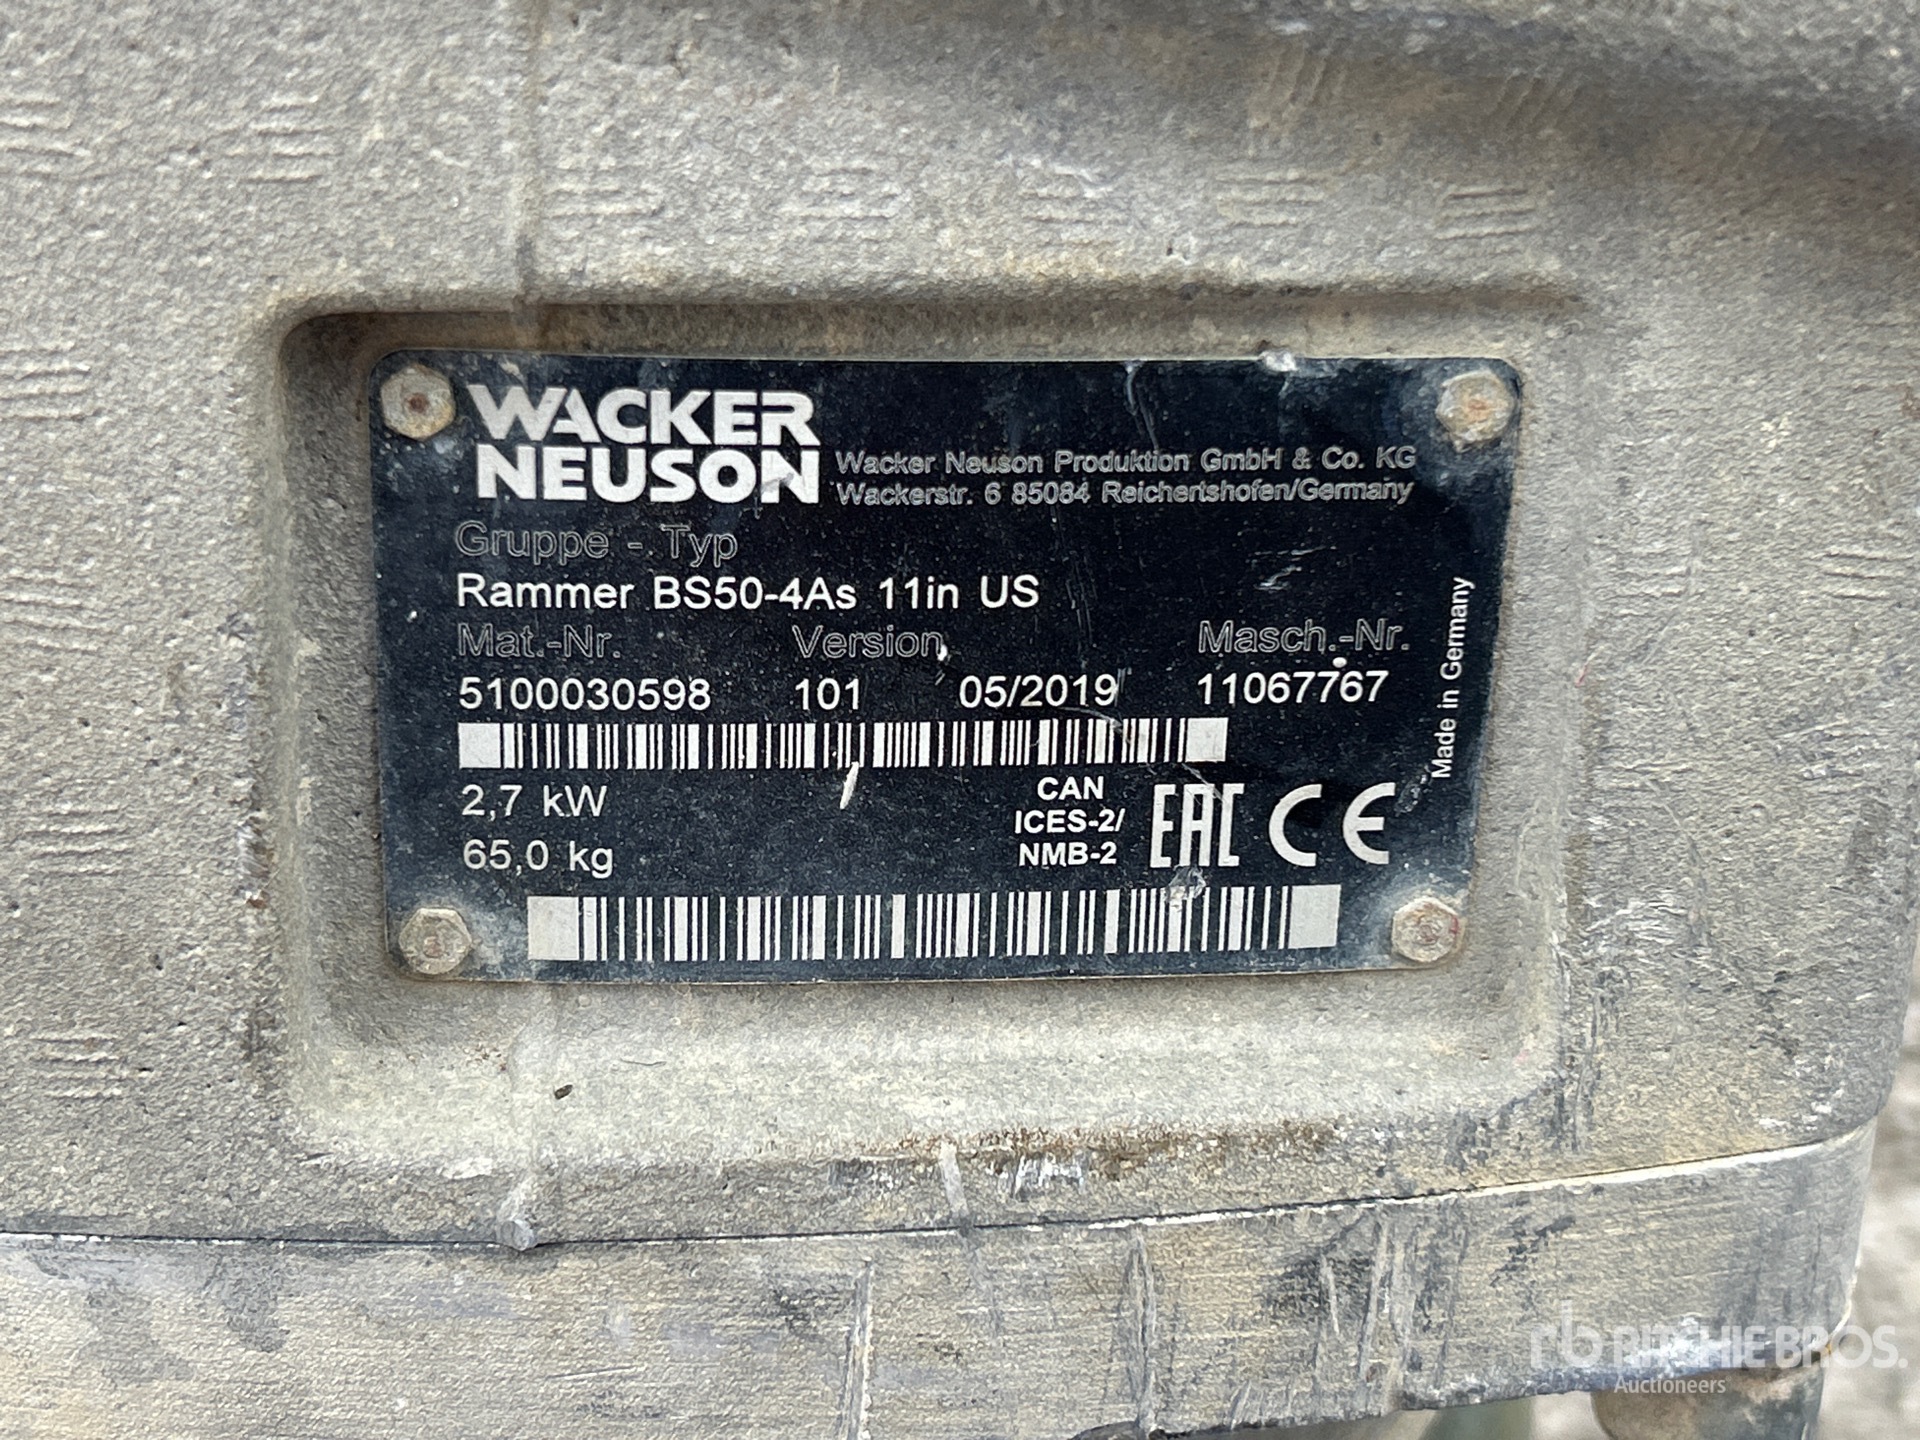 WACKER
NEUSON
Wacker Neuson Produktion GmbH & Co. KG
Wackerstr. 6 85084 Reichertshofen/Germany
Gruppe - Typ
Rammer BS50-4As 11in US
Mat.-Nr. Version Masch.-Nr.
5100030598 101 05/2019 11067767
2,7 kW
65,0 kg
CAN
ICES-2/
NMB-2
EAC CE
Made in Germany
rb RITCHIE BROS.
Auctioneers